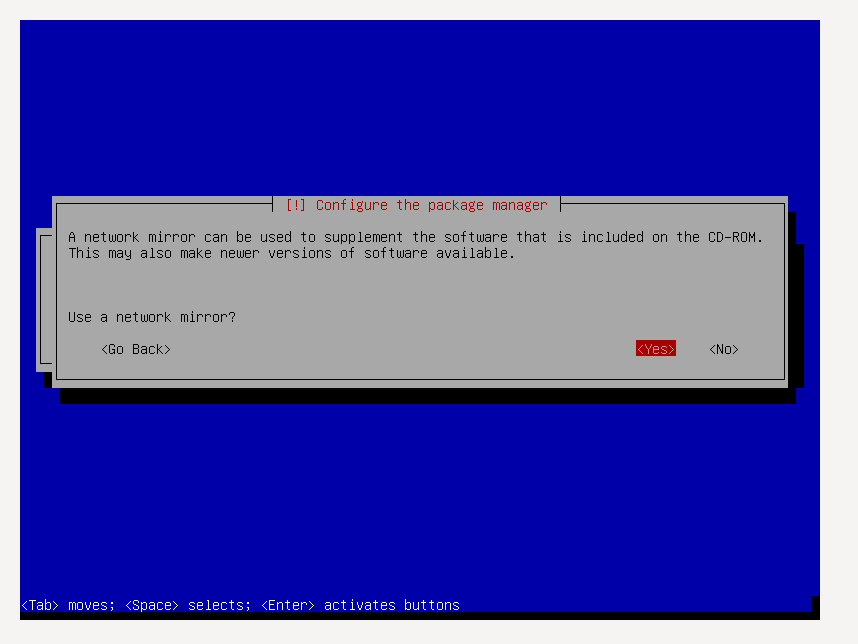 [!] Configure the package manager
A network mirror can be used to supplement the software that is included on the CD-ROM.
This may also make newer versions of software available.
Use a network mirror?
<Go Back> <Yes> <No>
<Tab> moves; <Space> selects; <Enter> activates buttons